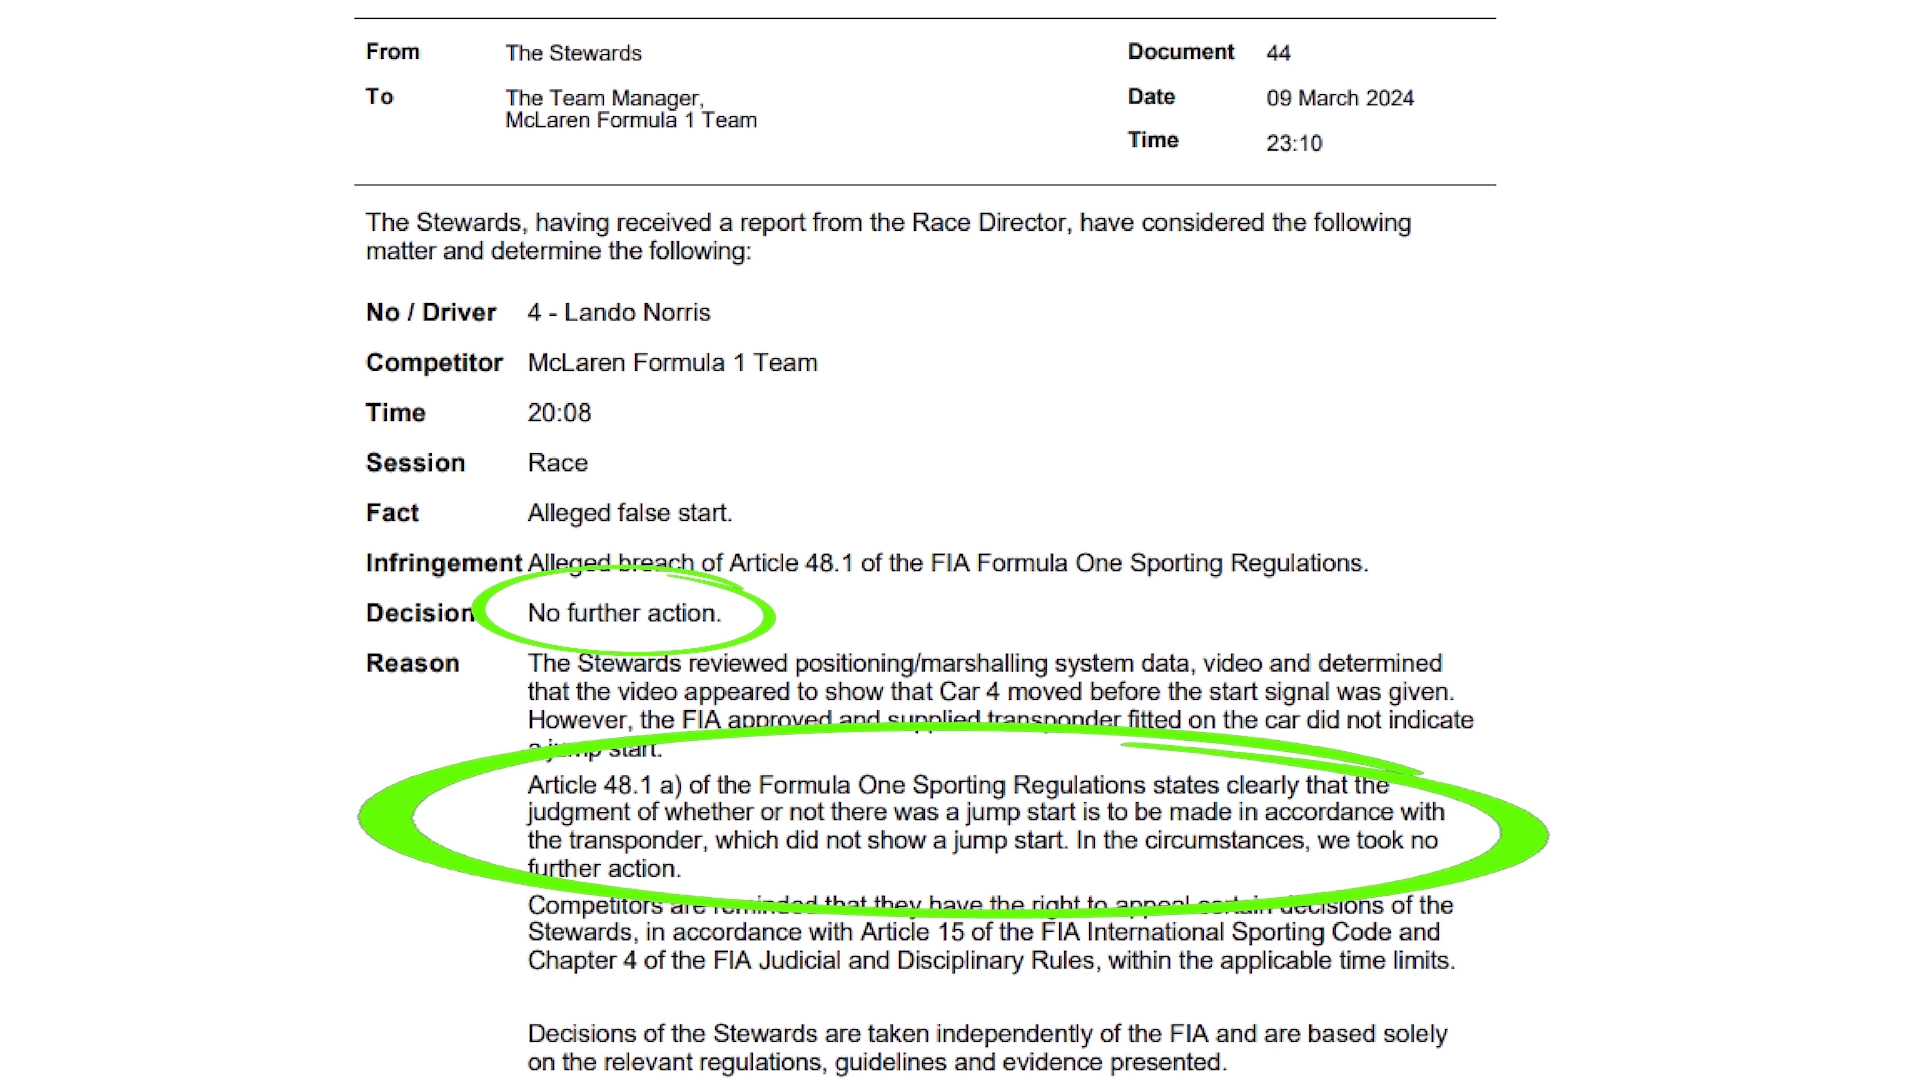 From The Stewards Document 44
To The Team Manager, Date 09 March 2024
McLaren Formula 1 Team
Time 23:10
The Stewards, having received a report from the Race Director, have considered the following
matter and determine the following:
No / Driver 4 - Lando Norris
Competitor McLaren Formula 1 Team
Time 20:08
Session Race
Fact Alleged false start.
Infringement Alleged breach of Article 48.1 of the FIA Formula One Sporting Regulations.
Decision No further action.
Reason The Stewards reviewed positioning/marshalling system data, video and determined
that the video appeared to show that Car 4 moved before the start signal was given.
However, the FIA approved and supplied transponder fitted on the car did not indicate
a jump start.
Article 48.1 a) of the Formula One Sporting Regulations states clearly that the
judgment of whether or not there was a jump start is to be made in accordance with
the transponder, which did not show a jump start. In the circumstances, we took no
further action.
Competitors are reminded that they have the right to appeal certain decisions of the
Stewards, in accordance with Article 15 of the FIA International Sporting Code and
Chapter 4 of the FIA Judicial and Disciplinary Rules, within the applicable time limits.
Decisions of the Stewards are taken independently of the FIA and are based solely
on the relevant regulations, guidelines and evidence presented.